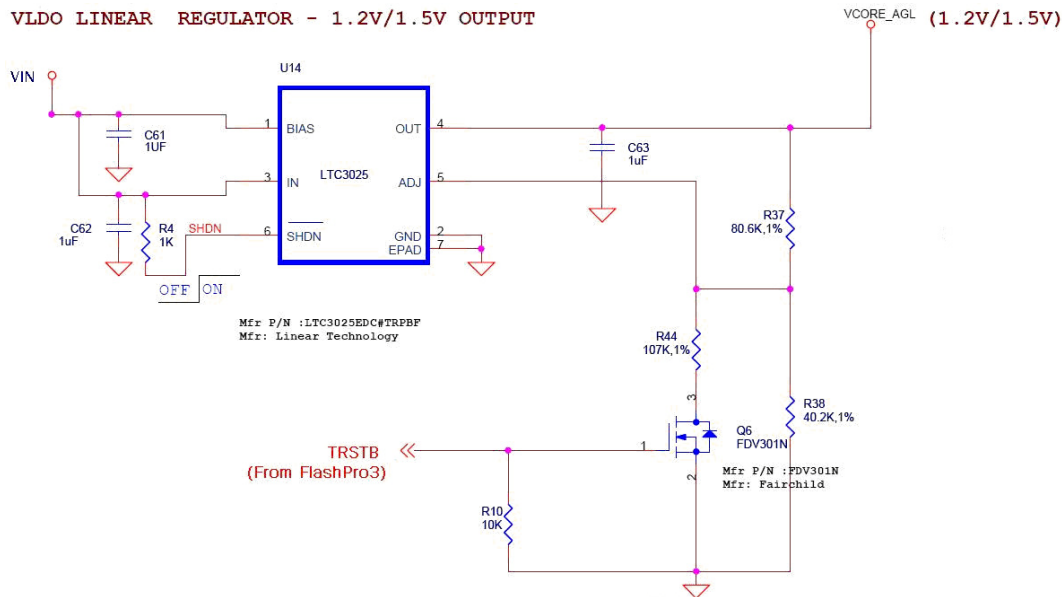 VLDO LINEAR REGULATOR - 1.2V/1.5V OUTPUT
VCORE_AGL (1.2V/1.5V)
U14
VIN
C61
1UF
1 BIAS
OUT 4
C63
1uF
LTC3025
3 IN
ADJ 5
R37
80.6K,1%
C62
1uF
R4
1K
SHDN
6 SHDN
GND 2
EPAD 7
OFF ON
Mfr P/N :LTC3025EDC#TRPBF
Mfr: Linear Technology
R44
107K,1%
3
R38
40.2K,1%
Q6
FDV301N
TRSTB
(From FlashPro3)
1
2
Mfr P/N :FDV301N
Mfr: Fairchild
R10
10K